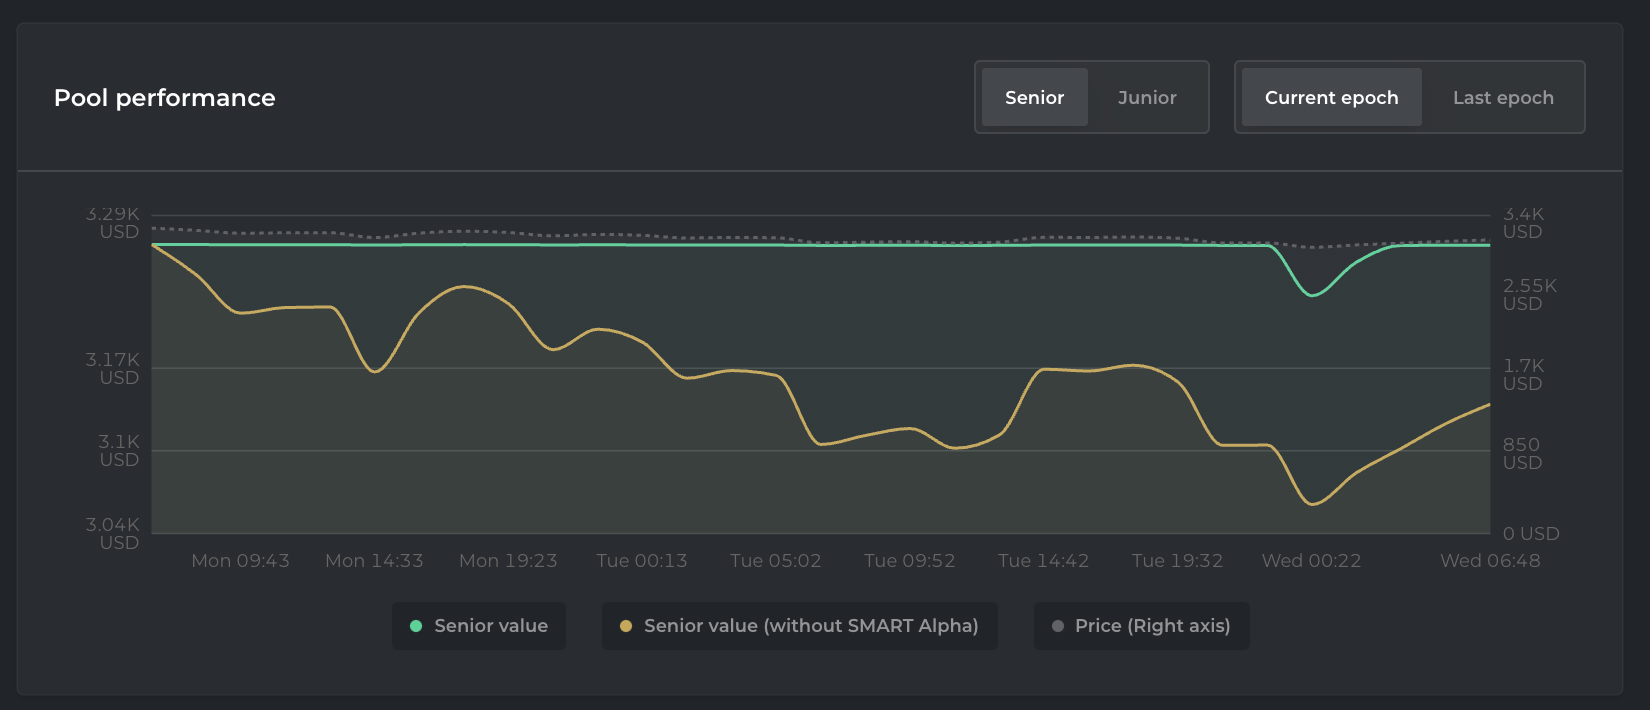 Pool performance
Senior
Junior
Current epoch
Last epoch
3.29K
USD
3.17K
USD
3.1K
USD
3.04K
USD
3.4K
USD
2.55K
USD
1.7K
USD
850
USD
0 USD
Mon 09:43 Mon 14:33 Mon 19:23 Tue 00:13 Tue 05:02 Tue 09:52 Tue 14:42 Tue 19:32 Wed 00:22 Wed 06:48
Senior value
Senior value (without SMART Alpha)
Price (Right axis)